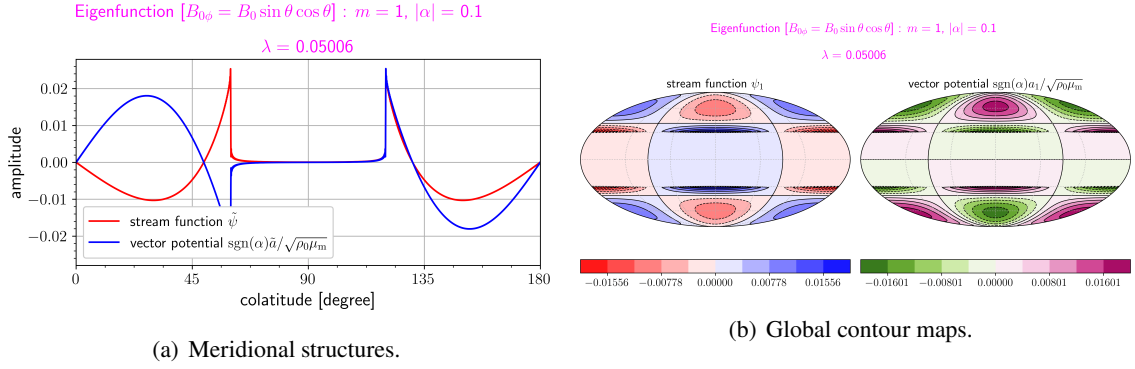 Eigenfunction [B₀ϕ = B₀ sin θ cos θ] : m = 1, |α| = 0.1
λ = 0.05006
amplitude
0.02
0.01
0.00
−0.01
−0.02
stream function ψ̃
vector potential sgn(α)ã/√ρ₀μₘ
0
45
90
135
180
colatitude [degree]
(a) Meridional structures.
Eigenfunction [B₀ϕ = B₀ sin θ cos θ] : m = 1, |α| = 0.1
λ = 0.05006
stream function ψ₁
vector potential sgn(α)a₁/√ρ₀μₘ
−0.01556 −0.00778 0.00000 0.00778 0.01556
−0.01601 −0.00801 0.00000 0.00801 0.01601
(b) Global contour maps.